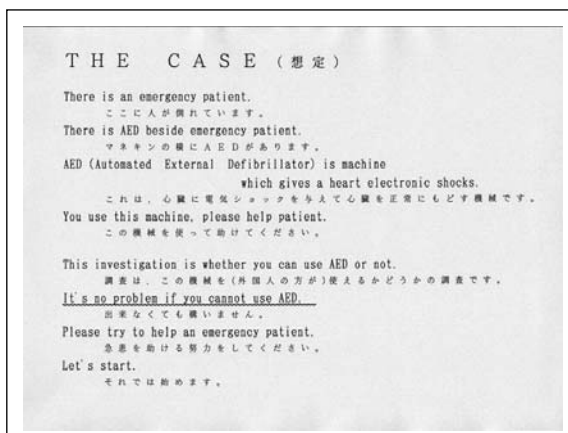 THE CASE（想定）
There is an emergency patient.
ここに人が倒れています。
There is AED beside emergency patient.
マネキンの横にＡＥＤがあります。
AED (Automated External Defibrillator) is machine
which gives a heart electronic shocks.
これは，心臓に電気ショックを与えて心臓を正常にもどす機械です。
You use this machine, please help patient.
この機械を使って助けてください。
This investigation is whether you can use AED or not.
調査は，この機械を(外国人の方が)使えるかどうかの調査です。
It's no problem if you cannot use AED.
出来なくても構いません。
Please try to help an emergency patient.
急患を助ける努力をしてください。
Let's start.
それでは始めます。